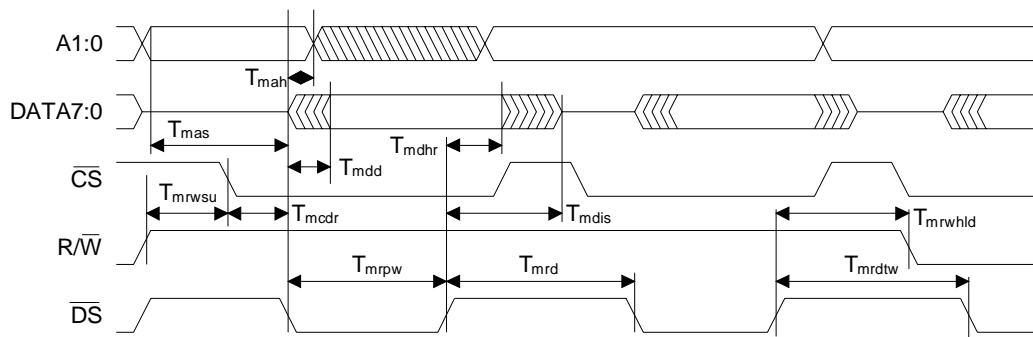 A1:0
Tmah
DATA7:0
Tmas
Tmdhr
Tmdd
CS
Tmrwsu
Tmcdr
Tmdis
Tmrwhld
R/W
Tmrpw
Tmrd
Tmrdtw
DS